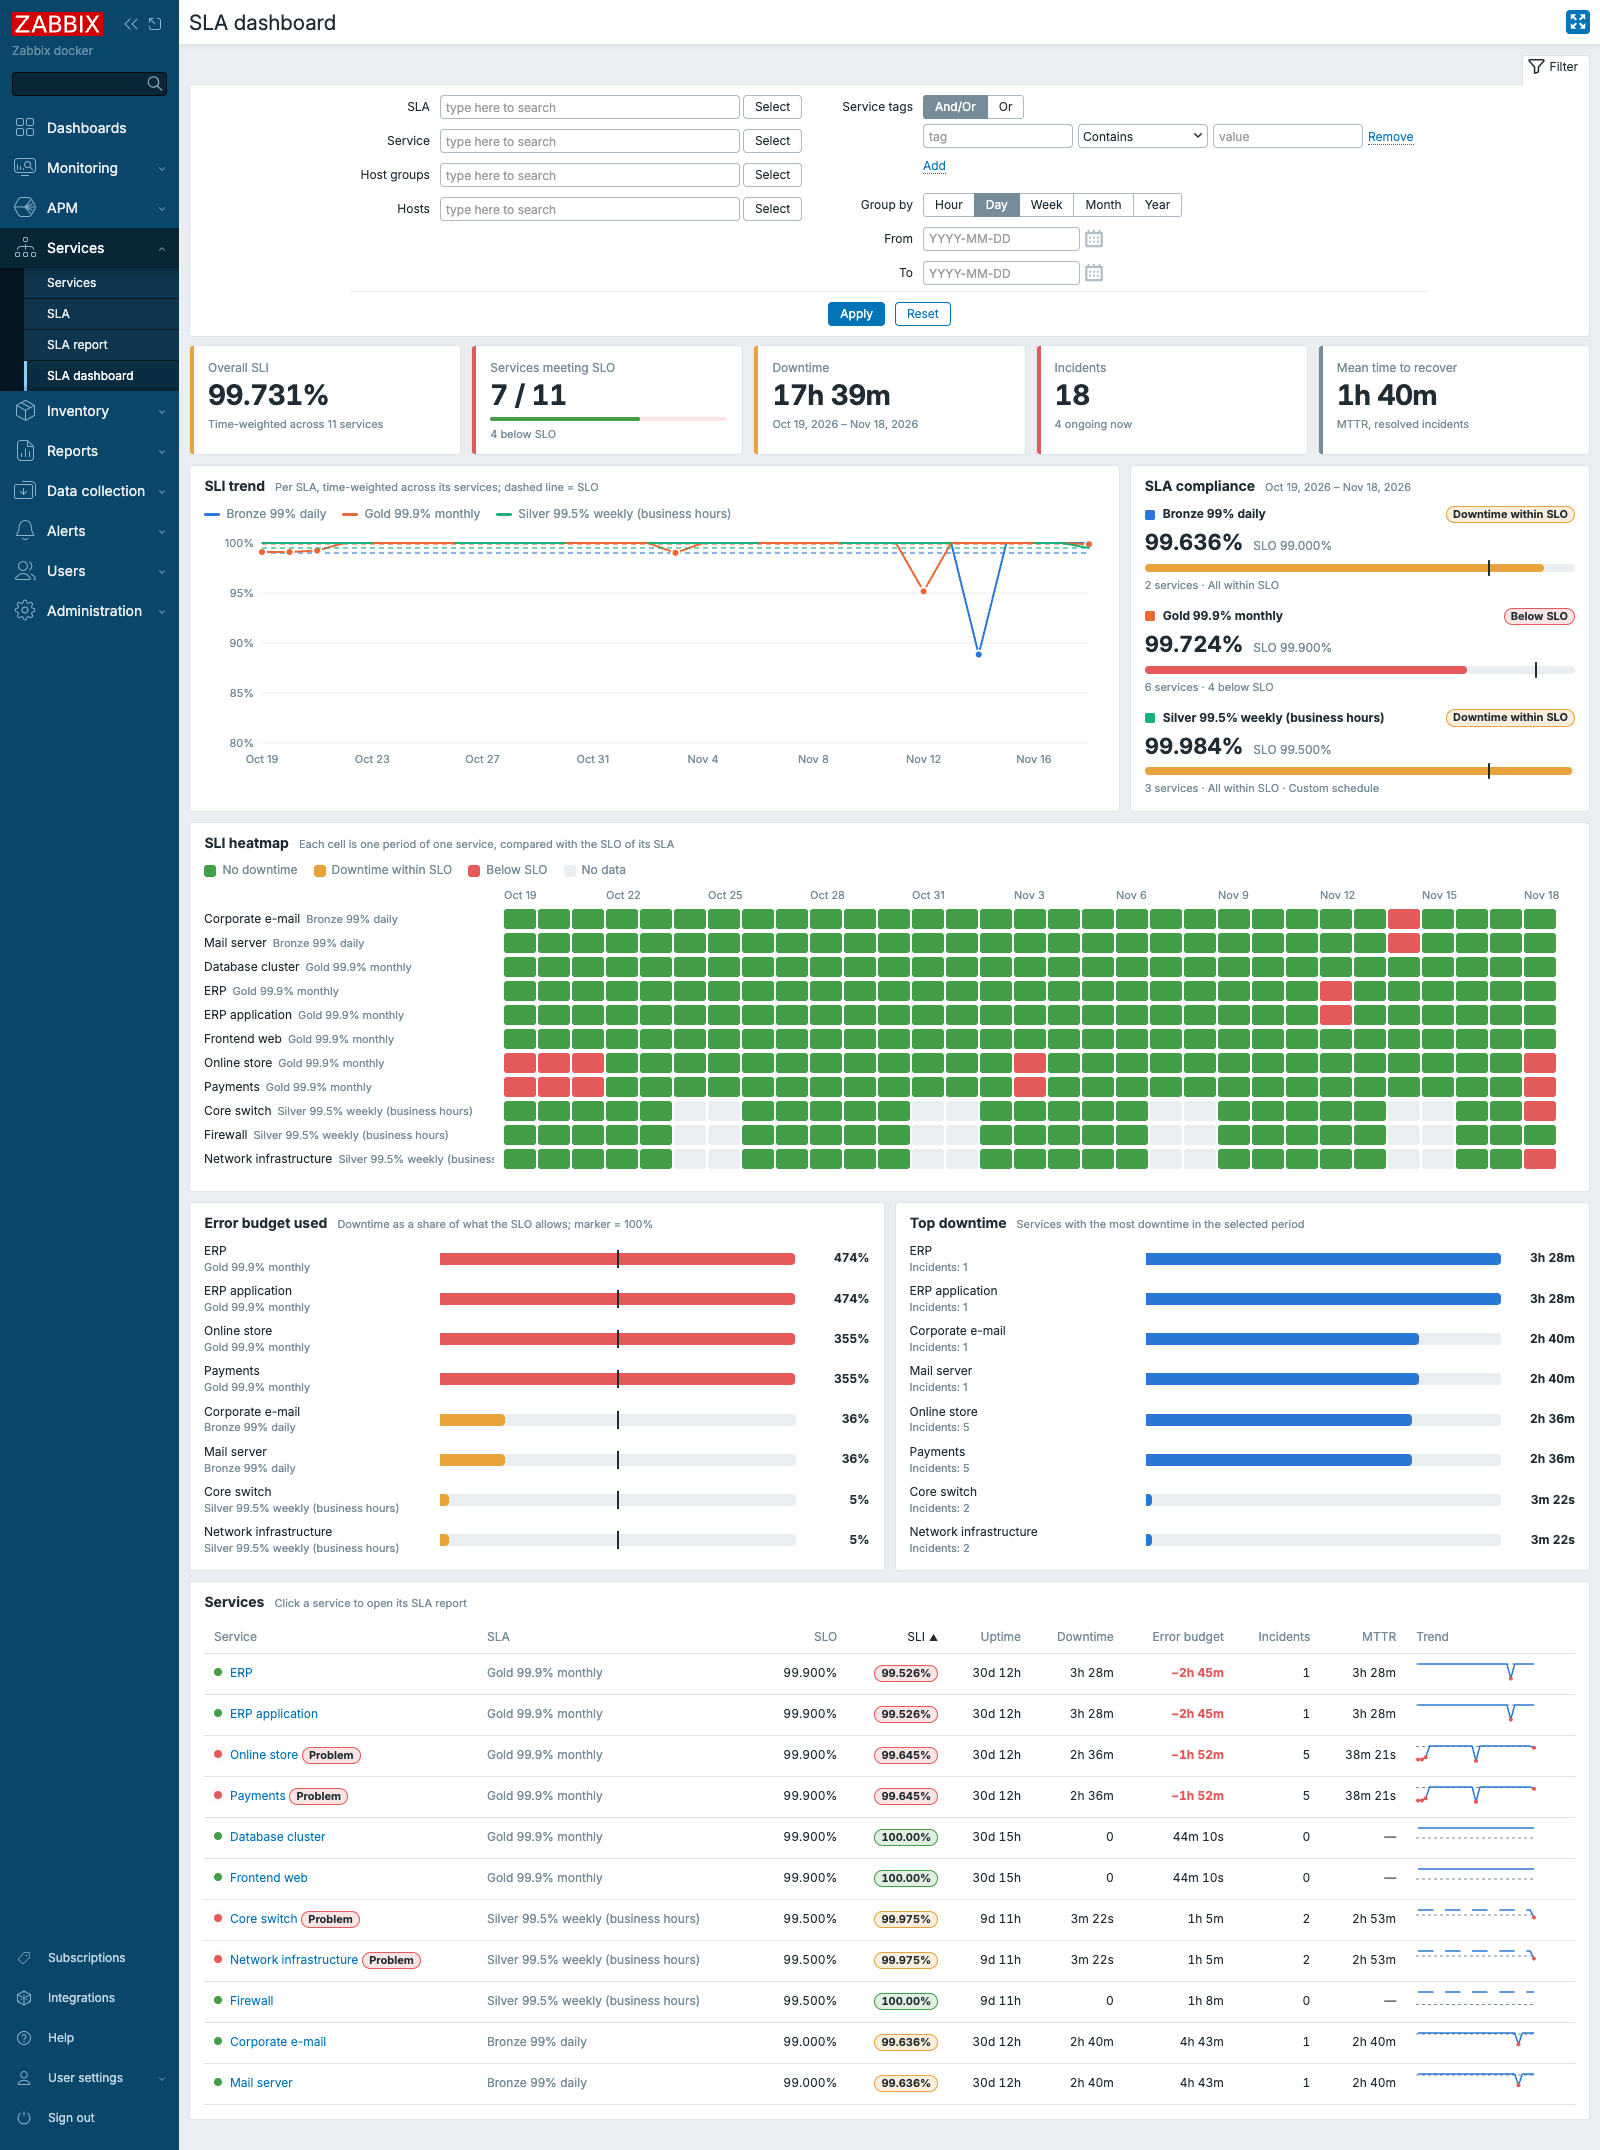 ZABBIX
Zabbix docker
Dashboards
Monitoring
APM
Services
Services
SLA
SLA report
SLA dashboard
Inventory
Reports
Data collection
Alerts
Users
Administration
Subscriptions
Integrations
Help
User settings
Sign out
SLA dashboard
Filter
SLA type here to search Select
Service type here to search Select
Host groups type here to search Select
Hosts type here to search Select
Service tags And/Or Or
tag Contains value Remove
Add
Group by Hour Day Week Month Year
From YYYY-MM-DD
To YYYY-MM-DD
Apply Reset
Overall SLI
99.731%
Time-weighted across 11 services
Services meeting SLO
7 / 11
4 below SLO
Downtime
17h 39m
Oct 19, 2026 – Nov 18, 2026
Incidents
18
4 ongoing now
Mean time to recover
1h 40m
MTTR, resolved incidents
SLI trend Per SLA, time-weighted across its services; dashed line = SLO
Bronze 99% daily Gold 99.9% monthly Silver 99.5% weekly (business hours)
100%
95%
90%
85%
80%
Oct 19 Oct 23 Oct 27 Oct 31 Nov 4 Nov 8 Nov 12 Nov 16
SLA compliance Oct 19, 2026 – Nov 18, 2026
Bronze 99% daily Downtime within SLO
99.636% SLO 99.000%
2 services · All within SLO
Gold 99.9% monthly Below SLO
99.724% SLO 99.900%
6 services · 4 below SLO
Silver 99.5% weekly (business hours) Downtime within SLO
99.984% SLO 99.500%
3 services · All within SLO · Custom schedule
SLI heatmap Each cell is one period of one service, compared with the SLO of its SLA
No downtime Downtime within SLO Below SLO No data
Oct 19 Oct 22 Oct 25 Oct 28 Oct 31 Nov 3 Nov 6 Nov 9 Nov 12 Nov 15 Nov 18
Corporate e-mail Bronze 99% daily
Mail server Bronze 99% daily
Database cluster Gold 99.9% monthly
ERP Gold 99.9% monthly
ERP application Gold 99.9% monthly
Frontend web Gold 99.9% monthly
Online store Gold 99.9% monthly
Payments Gold 99.9% monthly
Core switch Silver 99.5% weekly (business hours)
Firewall Silver 99.5% weekly (business hours)
Network infrastructure Silver 99.5% weekly (business
Error budget used Downtime as a share of what the SLO allows; marker = 100%
ERP
Gold 99.9% monthly
474%
ERP application
Gold 99.9% monthly
474%
Online store
Gold 99.9% monthly
355%
Payments
Gold 99.9% monthly
355%
Corporate e-mail
Bronze 99% daily
36%
Mail server
Bronze 99% daily
36%
Core switch
Silver 99.5% weekly (business hours)
5%
Network infrastructure
Silver 99.5% weekly (business hours)
5%
Top downtime Services with the most downtime in the selected period
ERP
Incidents: 1
3h 28m
ERP application
Incidents: 1
3h 28m
Corporate e-mail
Incidents: 1
2h 40m
Mail server
Incidents: 1
2h 40m
Online store
Incidents: 5
2h 36m
Payments
Incidents: 5
2h 36m
Core switch
Incidents: 2
3m 22s
Network infrastructure
Incidents: 2
3m 22s
Services Click a service to open its SLA report
Service SLA SLO SLI ▲ Uptime Downtime Error budget Incidents MTTR Trend
ERP Gold 99.9% monthly 99.900% 99.526% 30d 12h 3h 28m −2h 45m 1 3h 28m
ERP application Gold 99.9% monthly 99.900% 99.526% 30d 12h 3h 28m −2h 45m 1 3h 28m
Online store Problem Gold 99.9% monthly 99.900% 99.645% 30d 12h 2h 36m −1h 52m 5 38m 21s
Payments Problem Gold 99.9% monthly 99.900% 99.645% 30d 12h 2h 36m −1h 52m 5 38m 21s
Database cluster Gold 99.9% monthly 99.900% 100.00% 30d 15h 0 44m 10s 0 —
Frontend web Gold 99.9% monthly 99.900% 100.00% 30d 15h 0 44m 10s 0 —
Core switch Problem Silver 99.5% weekly (business hours) 99.500% 99.975% 9d 11h 3m 22s 1h 5m 2 2h 53m
Network infrastructure Problem Silver 99.5% weekly (business hours) 99.500% 99.975% 9d 11h 3m 22s 1h 5m 2 2h 53m
Firewall Silver 99.5% weekly (business hours) 99.500% 100.00% 9d 11h 0 1h 8m 0 —
Corporate e-mail Bronze 99% daily 99.000% 99.636% 30d 12h 2h 40m 4h 43m 1 2h 40m
Mail server Bronze 99% daily 99.000% 99.636% 30d 12h 2h 40m 4h 43m 1 2h 40m